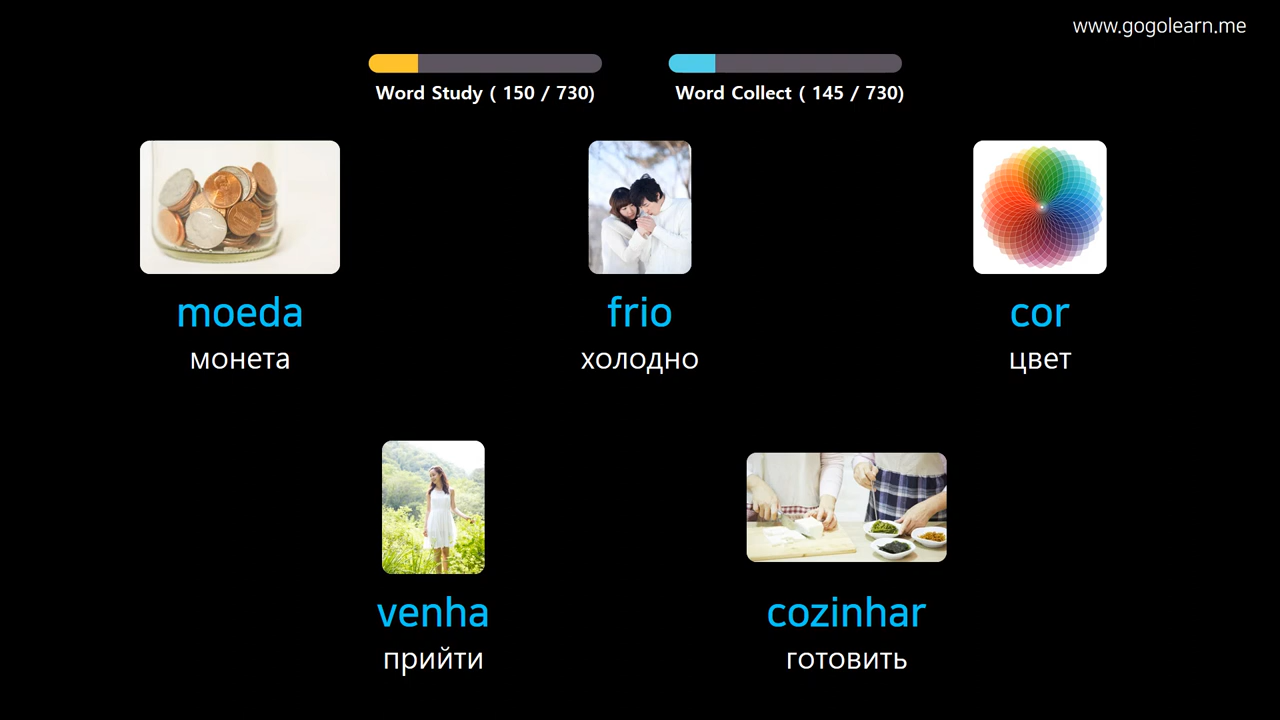 www.gogolearn.me
Word Study ( 150 / 730)
Word Collect ( 145 / 730)
moeda
монета
frio
холодно
cor
цвет
venha
прийти
cozinhar
готовить